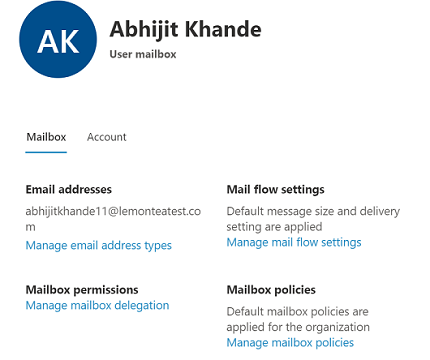 AK
Abhijit Khande
User mailbox
Mailbox
Account
Email addresses
abhijitkhande11@lemonteatest.co
m
Manage email address types
Mail flow settings
Default message size and delivery
setting are applied
Manage mail flow settings
Mailbox permissions
Manage mailbox delegation
Mailbox policies
Default mailbox policies are
applied for the organization
Manage mailbox policies